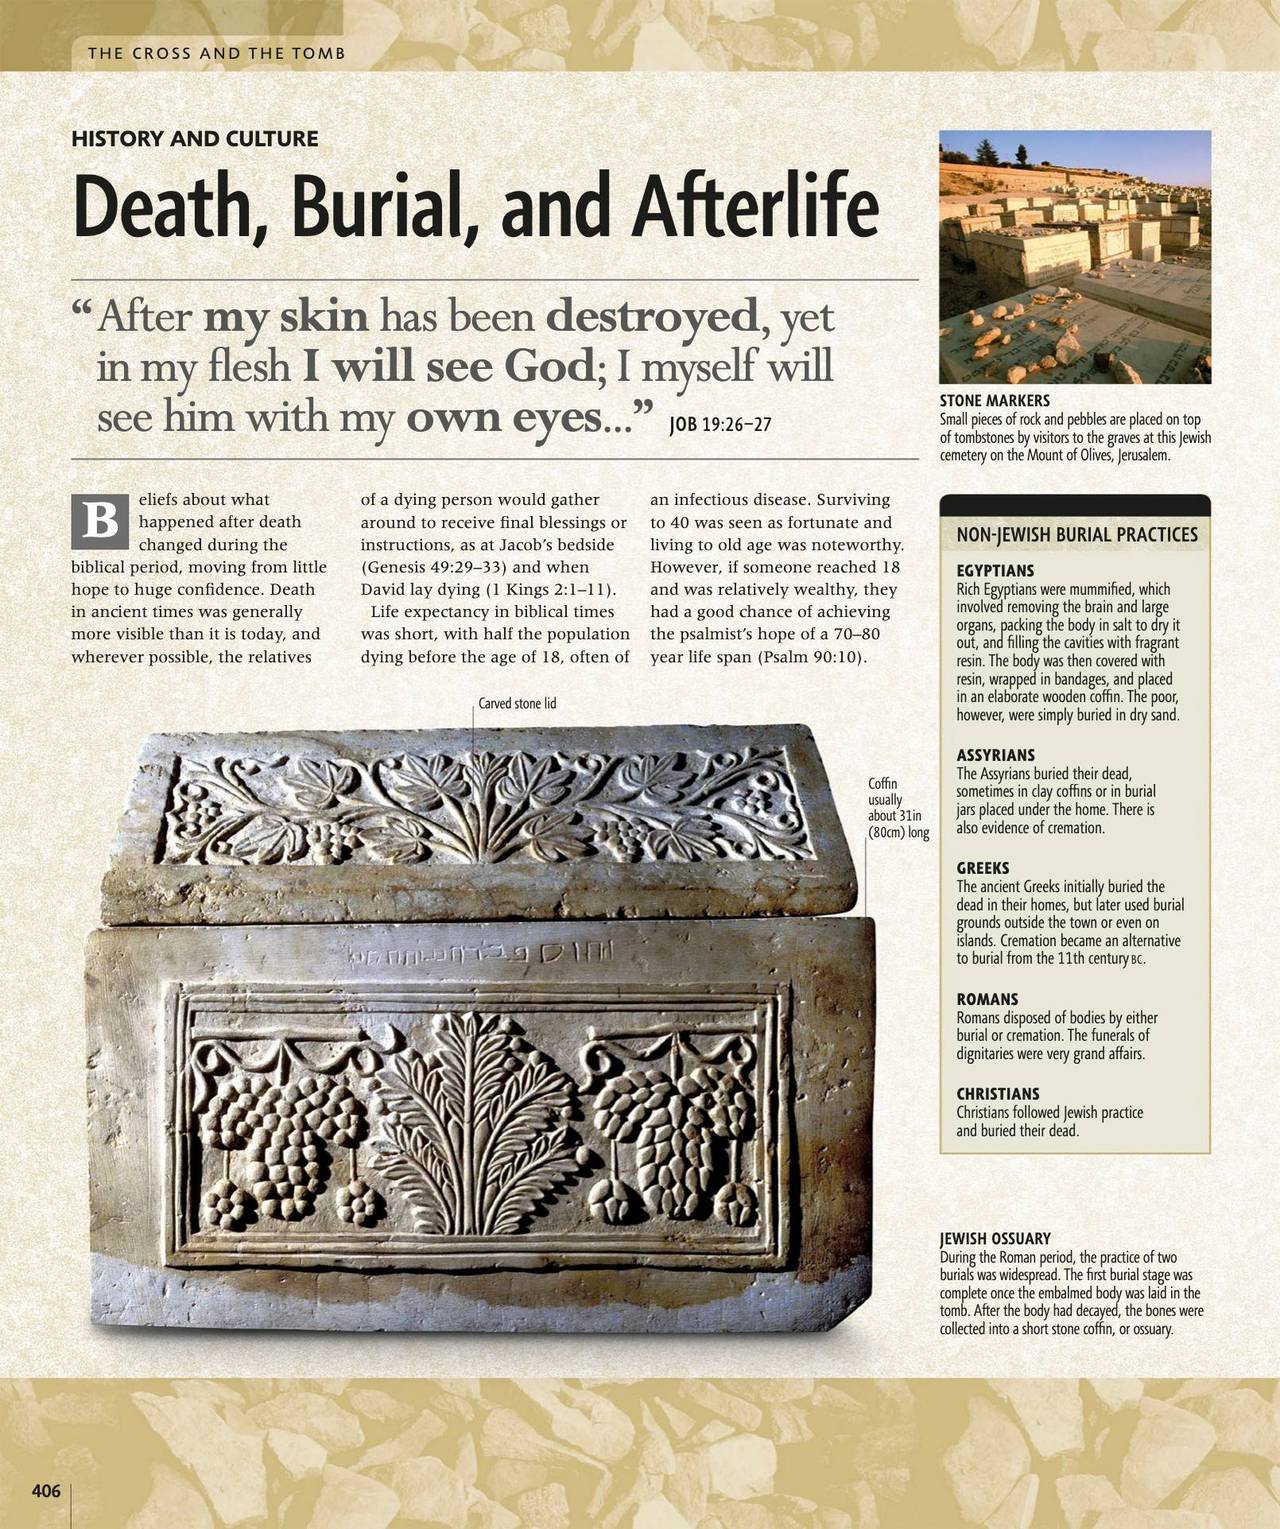 THE CROSS AND THE TOMB
HISTORY AND CULTURE
Death, Burial, and Afterlife
“After my skin has been destroyed, yet
in my flesh I will see God; I myself will
see him with my own eyes...” JOB 19:26–27
Beliefs about what
happened after death
changed during the
biblical period, moving from little
hope to huge confidence. Death
in ancient times was generally
more visible than it is today, and
wherever possible, the relatives
of a dying person would gather
around to receive final blessings or
instructions, as at Jacob’s bedside
(Genesis 49:29–33) and when
David lay dying (1 Kings 2:1–11).
Life expectancy in biblical times
was short, with half the population
dying before the age of 18, often of
an infectious disease. Surviving
to 40 was seen as fortunate and
living to old age was noteworthy.
However, if someone reached 18
and was relatively wealthy, they
had a good chance of achieving
the psalmist’s hope of a 70–80
year life span (Psalm 90:10).
STONE MARKERS
Small pieces of rock and pebbles are placed on top
of tombstones by visitors to the graves at this Jewish
cemetery on the Mount of Olives, Jerusalem.
NON-JEWISH BURIAL PRACTICES
EGYPTIANS
Rich Egyptians were mummified, which
involved removing the brain and large
organs, packing the body in salt to dry it
out, and filling the cavities with fragrant
resin. The body was then covered with
resin, wrapped in bandages, and placed
in an elaborate wooden coffin. The poor,
however, were simply buried in dry sand.
ASSYRIANS
The Assyrians buried their dead,
sometimes in clay coffins or in burial
jars placed under the home. There is
also evidence of cremation.
GREEKS
The ancient Greeks initially buried the
dead in their homes, but later used burial
grounds outside the town or even on
islands. Cremation became an alternative
to burial from the 11th century BC.
ROMANS
Romans disposed of bodies by either
burial or cremation. The funerals of
dignitaries were very grand affairs.
CHRISTIANS
Christians followed Jewish practice
and buried their dead.
Carved stone lid
Coffin
usually
about 31in
(80cm) long
JEWISH OSSUARY
During the Roman period, the practice of two
burials was widespread. The first burial stage was
complete once the embalmed body was laid in the
tomb. After the body had decayed, the bones were
collected into a short stone coffin, or ossuary.
406